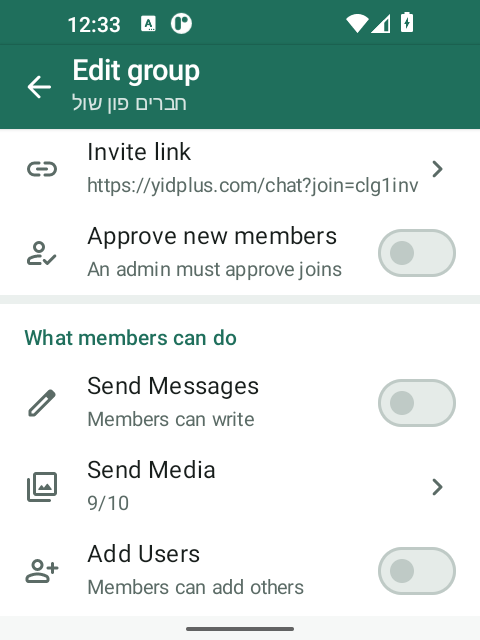 12:33
Edit group
חברים פון שול
Invite link
https://yidplus.com/chat?join=clg1inv
Approve new members
An admin must approve joins
What members can do
Send Messages
Members can write
Send Media
9/10
Add Users
Members can add others